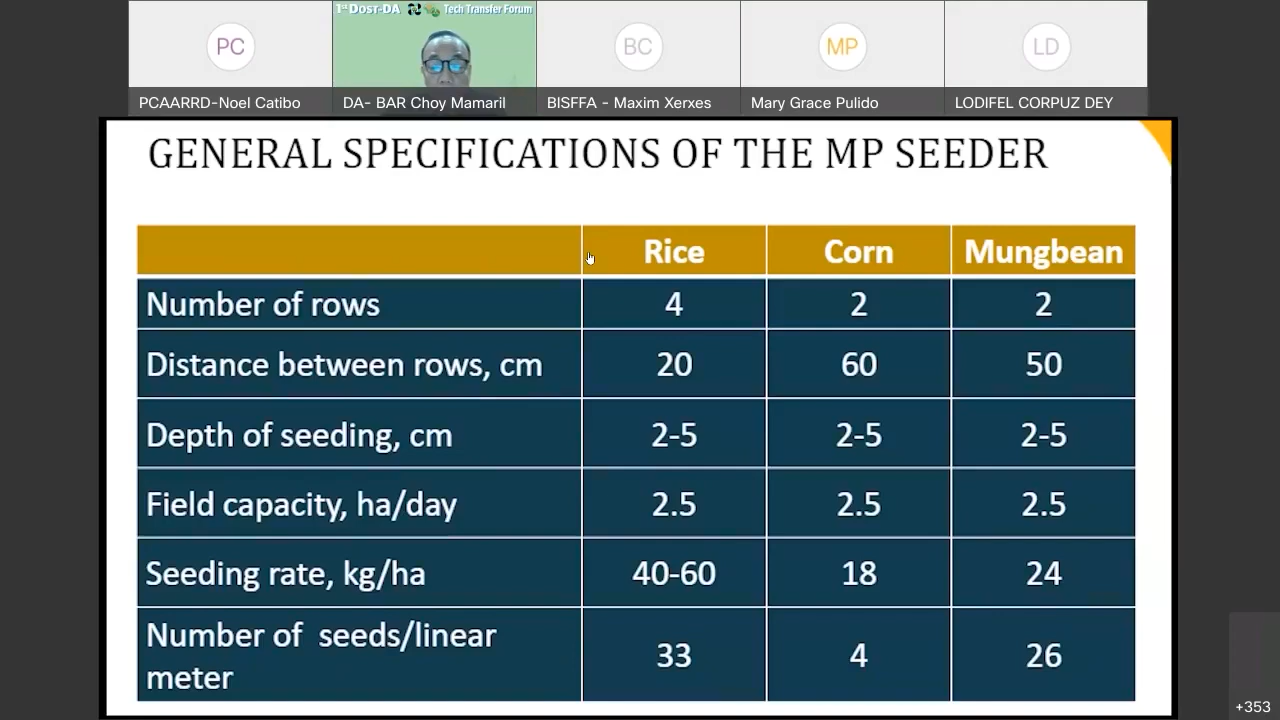 1st DOST-DA Tech Transfer Forum
PC
BC
MP
LD
PCAARRD-Noel Catibo
DA- BAR Choy Mamaril
BISFFA - Maxim Xerxes
Mary Grace Pulido
LODIFEL CORPUZ DEY
GENERAL SPECIFICATIONS OF THE MP SEEDER
Rice Corn Mungbean
Number of rows 4 2 2
Distance between rows, cm 20 60 50
Depth of seeding, cm 2-5 2-5 2-5
Field capacity, ha/day 2.5 2.5 2.5
Seeding rate, kg/ha 40-60 18 24
Number of seeds/linear
meter 33 4 26
+353